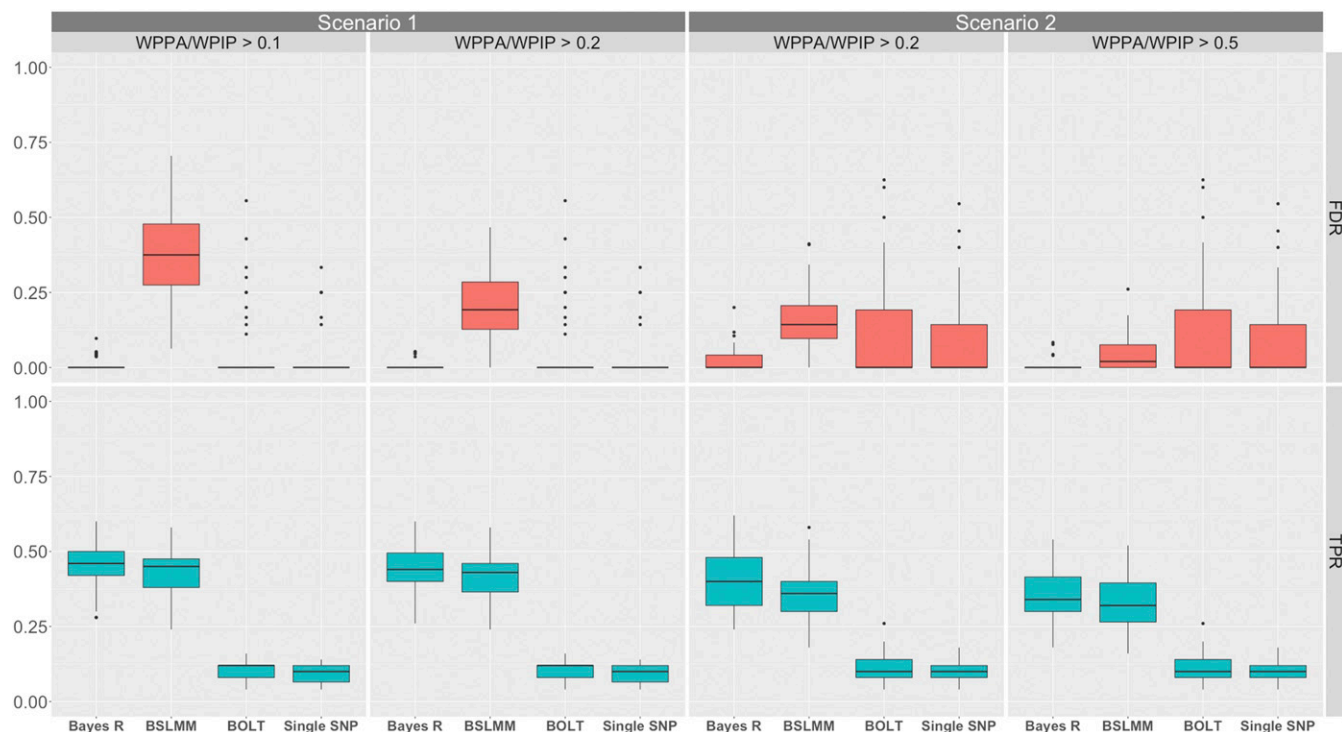 Scenario 1 Scenario 2
WPPA/WPIP > 0.1 WPPA/WPIP > 0.2 WPPA/WPIP > 0.2 WPPA/WPIP > 0.5
1.00
0.75
0.50
0.25
0.00
FDR
1.00
0.75
0.50
0.25
0.00
TPR
Bayes R BSLMM BOLT Single SNP Bayes R BSLMM BOLT Single SNP Bayes R BSLMM BOLT Single SNP Bayes R BSLMM BOLT Single SNP